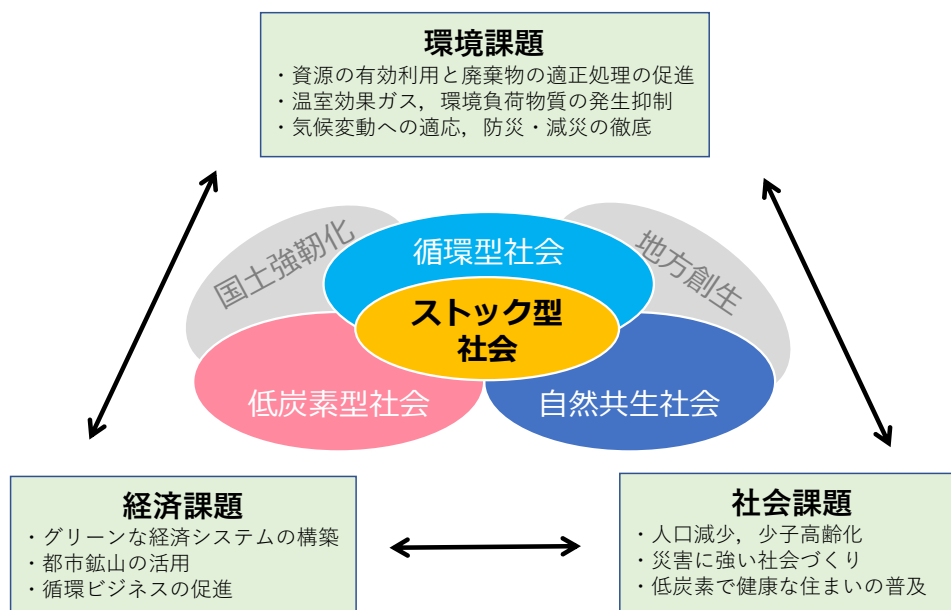 環境課題
・資源の有効利用と廃棄物の適正処理の促進
・温室効果ガス，環境負荷物質の発生抑制
・気候変動への適応，防災・減災の徹底
国土強靭化
循環型社会
地方創生
ストック型
社会
低炭素型社会
自然共生社会
経済課題
・グリーンな経済システムの構築
・都市鉱山の活用
・循環ビジネスの促進
社会課題
・人口減少，少子高齢化
・災害に強い社会づくり
・低炭素で健康な住まいの普及